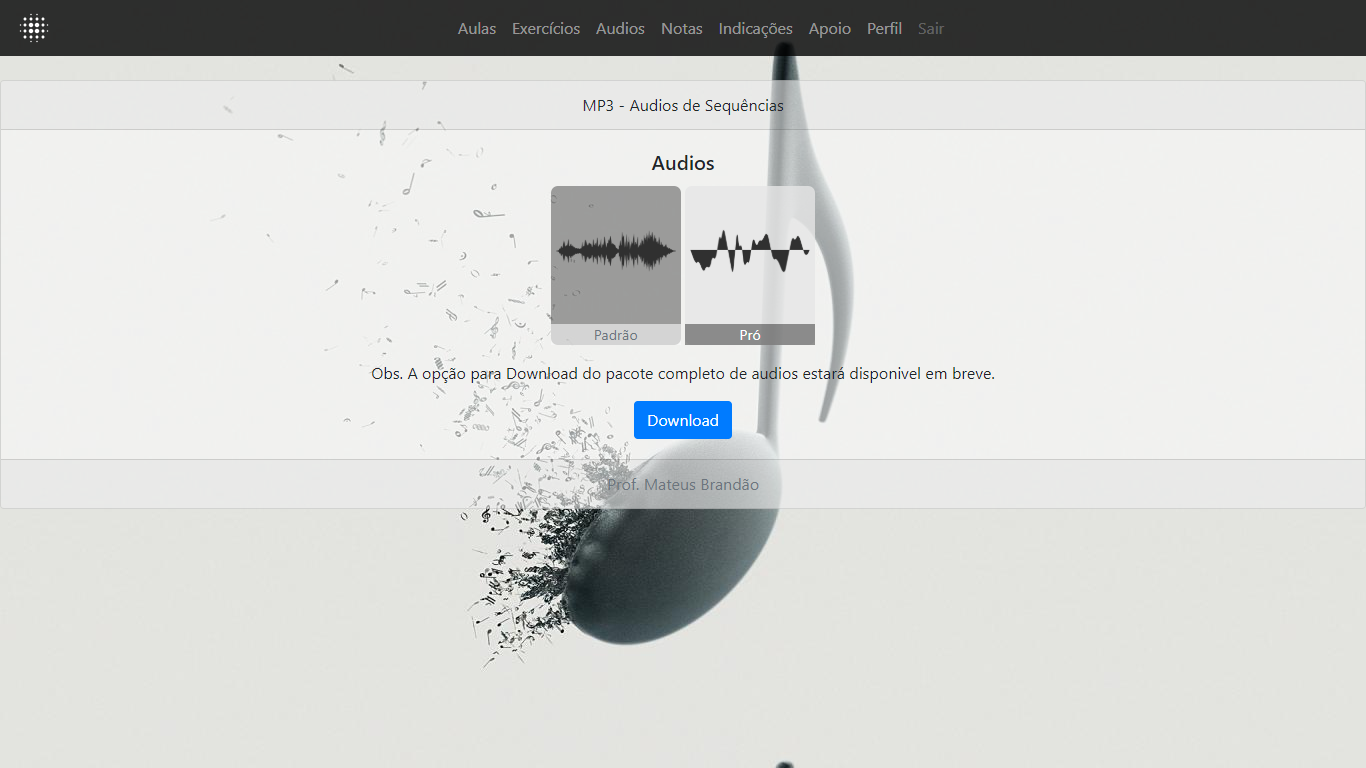 Aulas Exercícios Audios Notas Indicações Apoio Perfil Sair
MP3 - Audios de Sequências
Audios
Padrão Pró
Obs. A opção para Download do pacote completo de audios estará disponivel em breve.
Download
Prof. Mateus Brandão